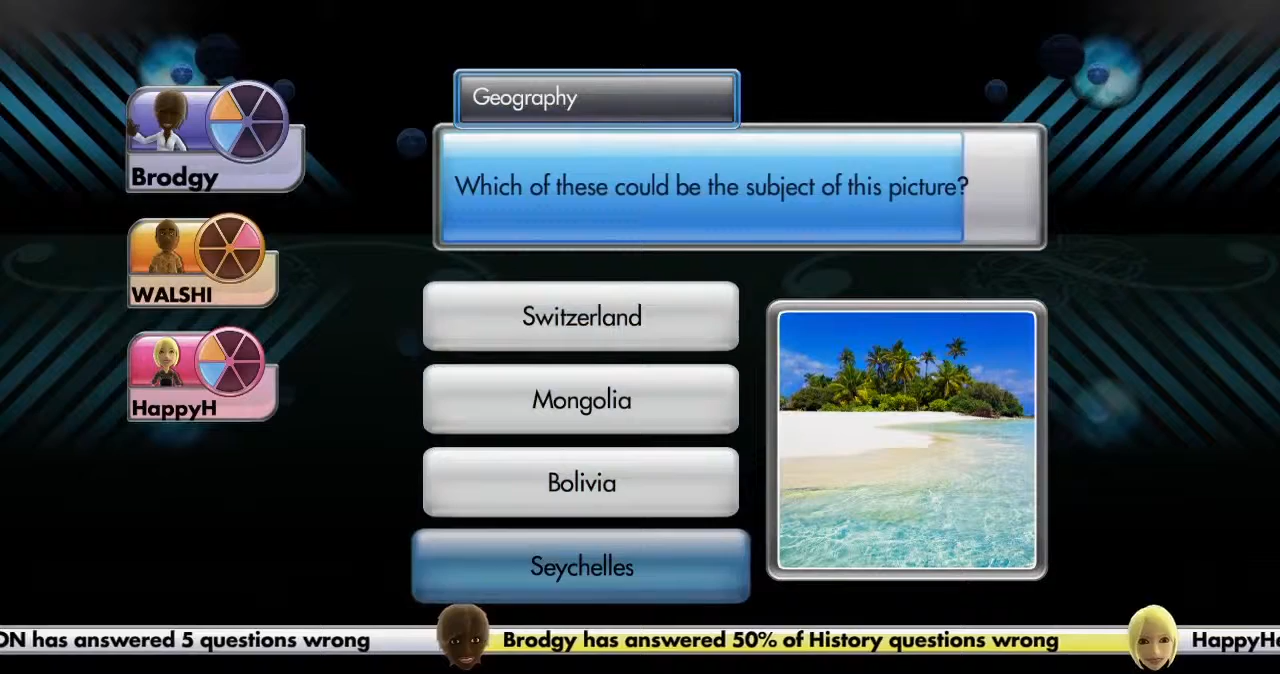 Geography
Which of these could be the subject of this picture?
Brodgy
WALSHI
HappyH
Switzerland
Mongolia
Bolivia
Seychelles
ON has answered 5 questions wrong
Brodgy has answered 50% of History questions wrong
HappyH